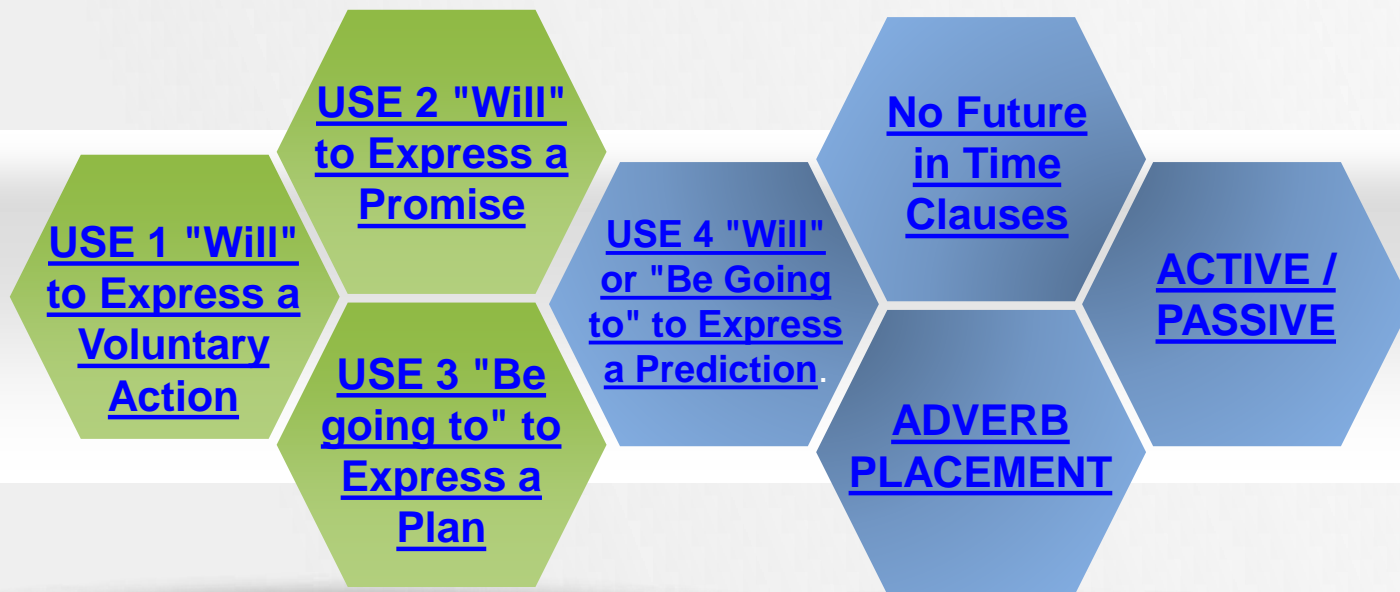 USE 1 "Will"
to Express a
Voluntary
Action
USE 2 "Will"
to Express a
Promise
USE 3 "Be
going to" to
Express a
Plan
USE 4 "Will"
or "Be Going
to" to Express
a Prediction.
No Future
in Time
Clauses
ADVERB
PLACEMENT
ACTIVE /
PASSIVE